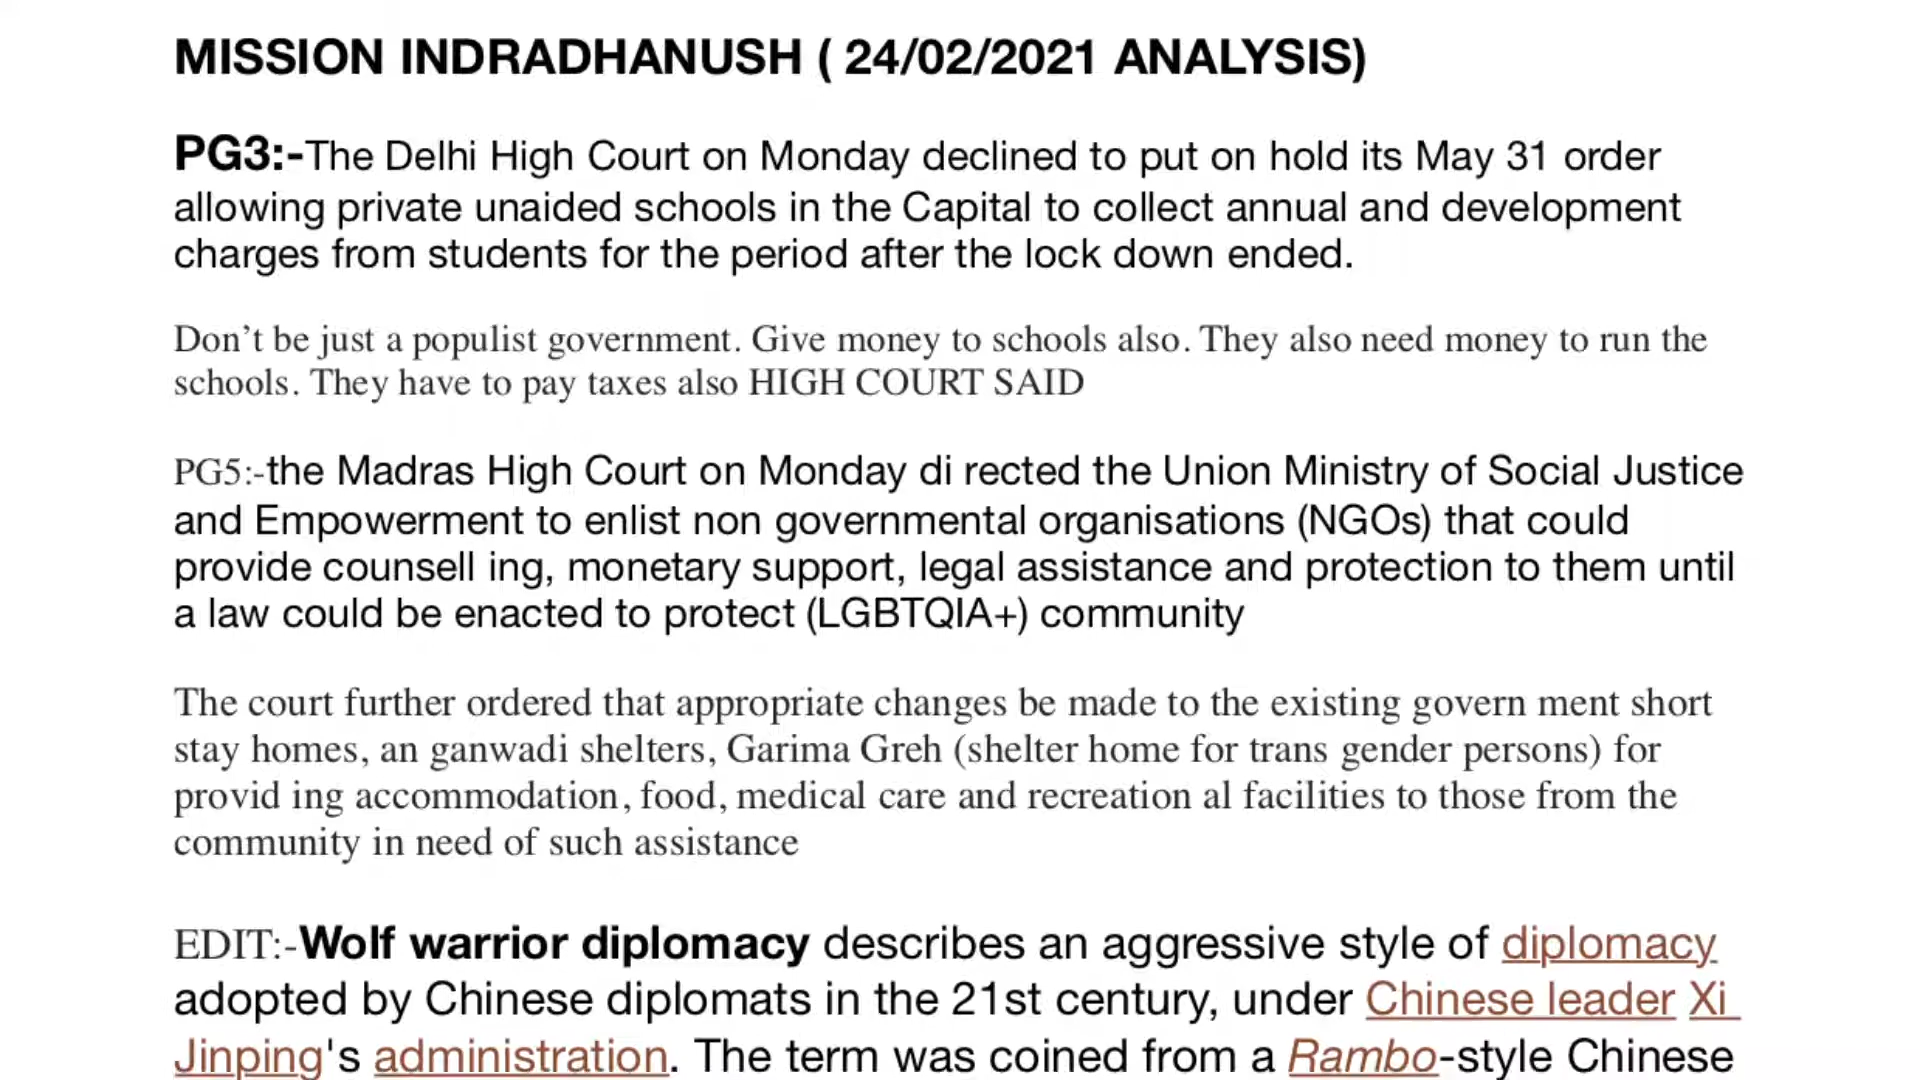 MISSION INDRADHANUSH ( 24/02/2021 ANALYSIS)
PG3:-The Delhi High Court on Monday declined to put on hold its May 31 order
allowing private unaided schools in the Capital to collect annual and development
charges from students for the period after the lock down ended.
Don’t be just a populist government. Give money to schools also. They also need money to run the
schools. They have to pay taxes also HIGH COURT SAID
PG5:-the Madras High Court on Monday di rected the Union Ministry of Social Justice
and Empowerment to enlist non governmental organisations (NGOs) that could
provide counsell ing, monetary support, legal assistance and protection to them until
a law could be enacted to protect (LGBTQIA+) community
The court further ordered that appropriate changes be made to the existing govern ment short
stay homes, an ganwadi shelters, Garima Greh (shelter home for trans gender persons) for
provid ing accommodation, food, medical care and recreation al facilities to those from the
community in need of such assistance
EDIT:-Wolf warrior diplomacy describes an aggressive style of diplomacy
adopted by Chinese diplomats in the 21st century, under Chinese leader Xi
Jinping's administration. The term was coined from a Rambo-style Chinese